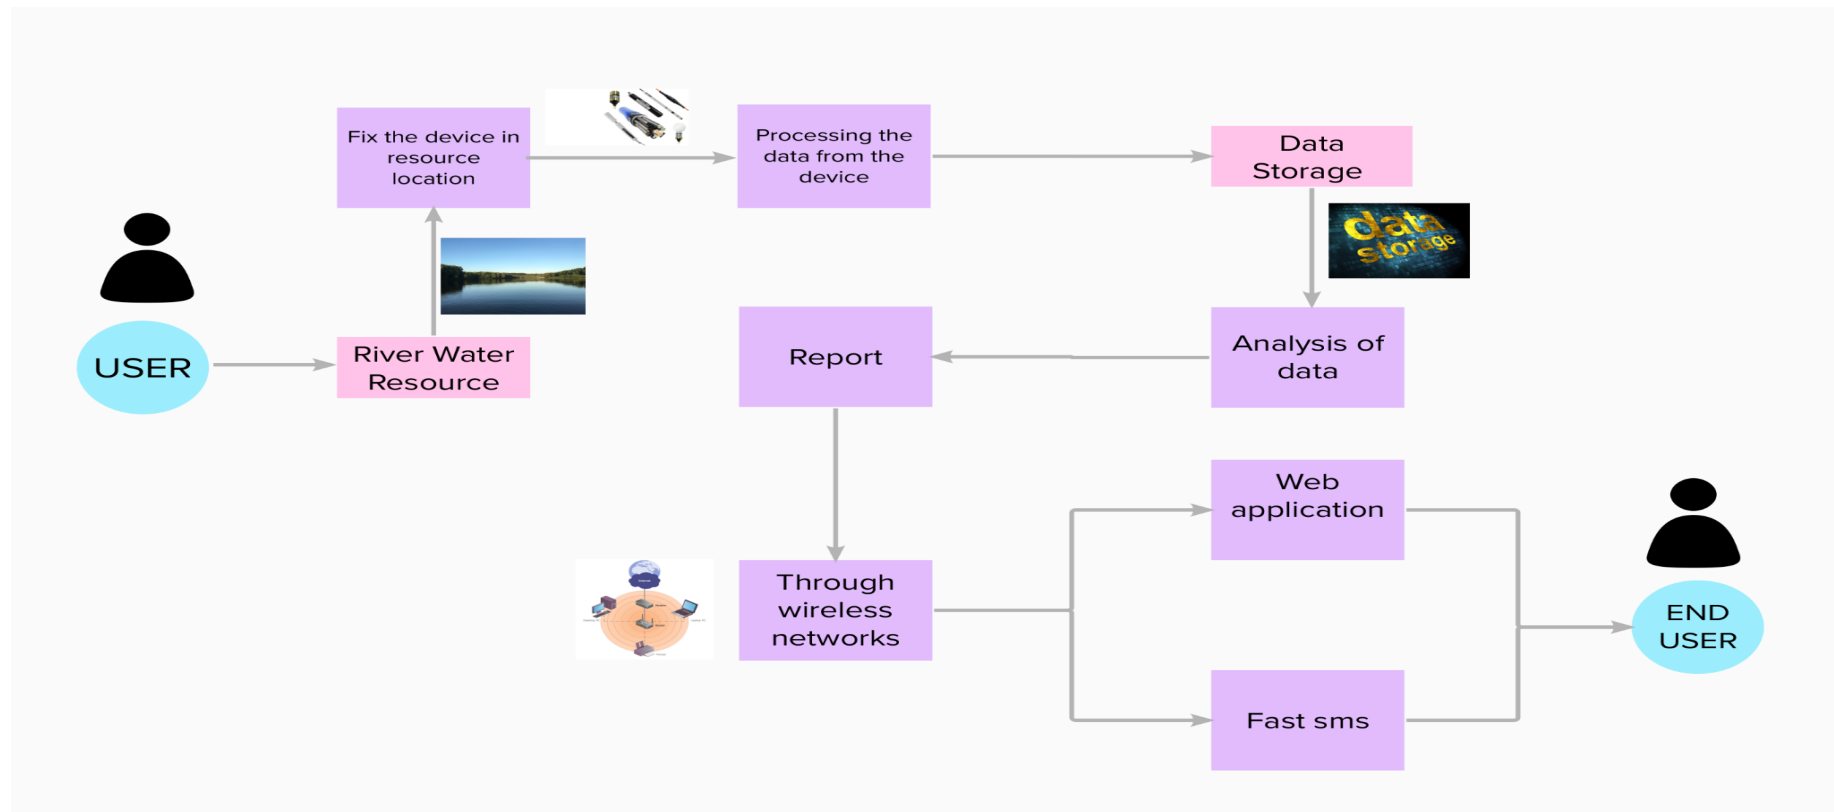 Fix the device in
resource
location
Processing the
data from the
device
Data
Storage
data
storage
USER
River Water
Resource
Report
Analysis of
data
Web
application
Through
wireless
networks
Fast sms
END
USER